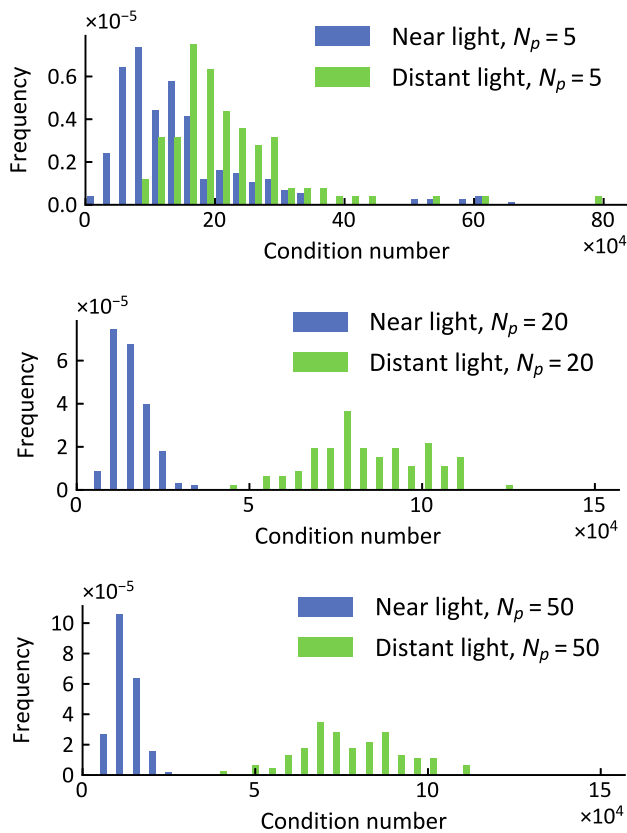 ×10⁻⁵
Near light, Nₚ = 5
Distant light, Nₚ = 5
Frequency
0.6
0.4
0.2
0.0
0 20 40 60 80
Condition number
×10⁴
×10⁻⁵
Near light, Nₚ = 20
Distant light, Nₚ = 20
Frequency
6
4
2
0
0 5 10 15
Condition number
×10⁴
×10⁻⁵
Near light, Nₚ = 50
Distant light, Nₚ = 50
Frequency
10
8
6
4
2
0
0 5 10 15
Condition number
×10⁴